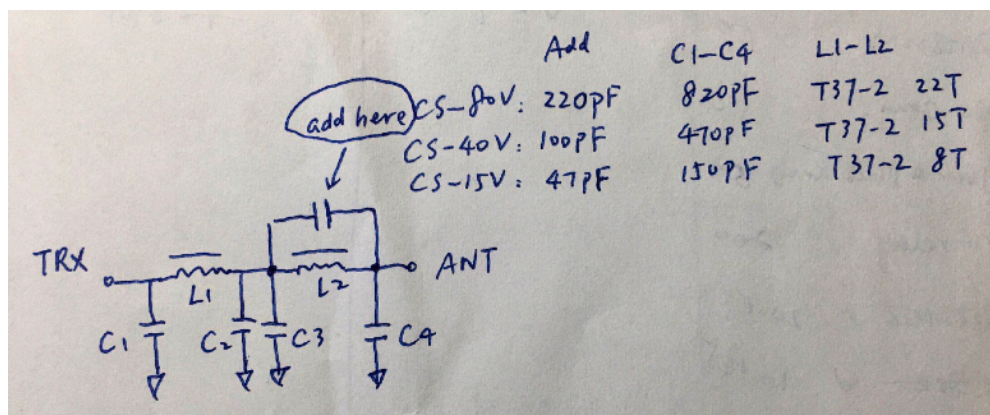 Add C1-C4 L1-L2
add here CS-80V: 220pF 820PF T37-2 22T
CS-40V: 100PF 470PF T37-2 15T
CS-15V: 47PF 150PF T37-2 8T
TRX L1 L2 ANT
C1 C2 C3 C4